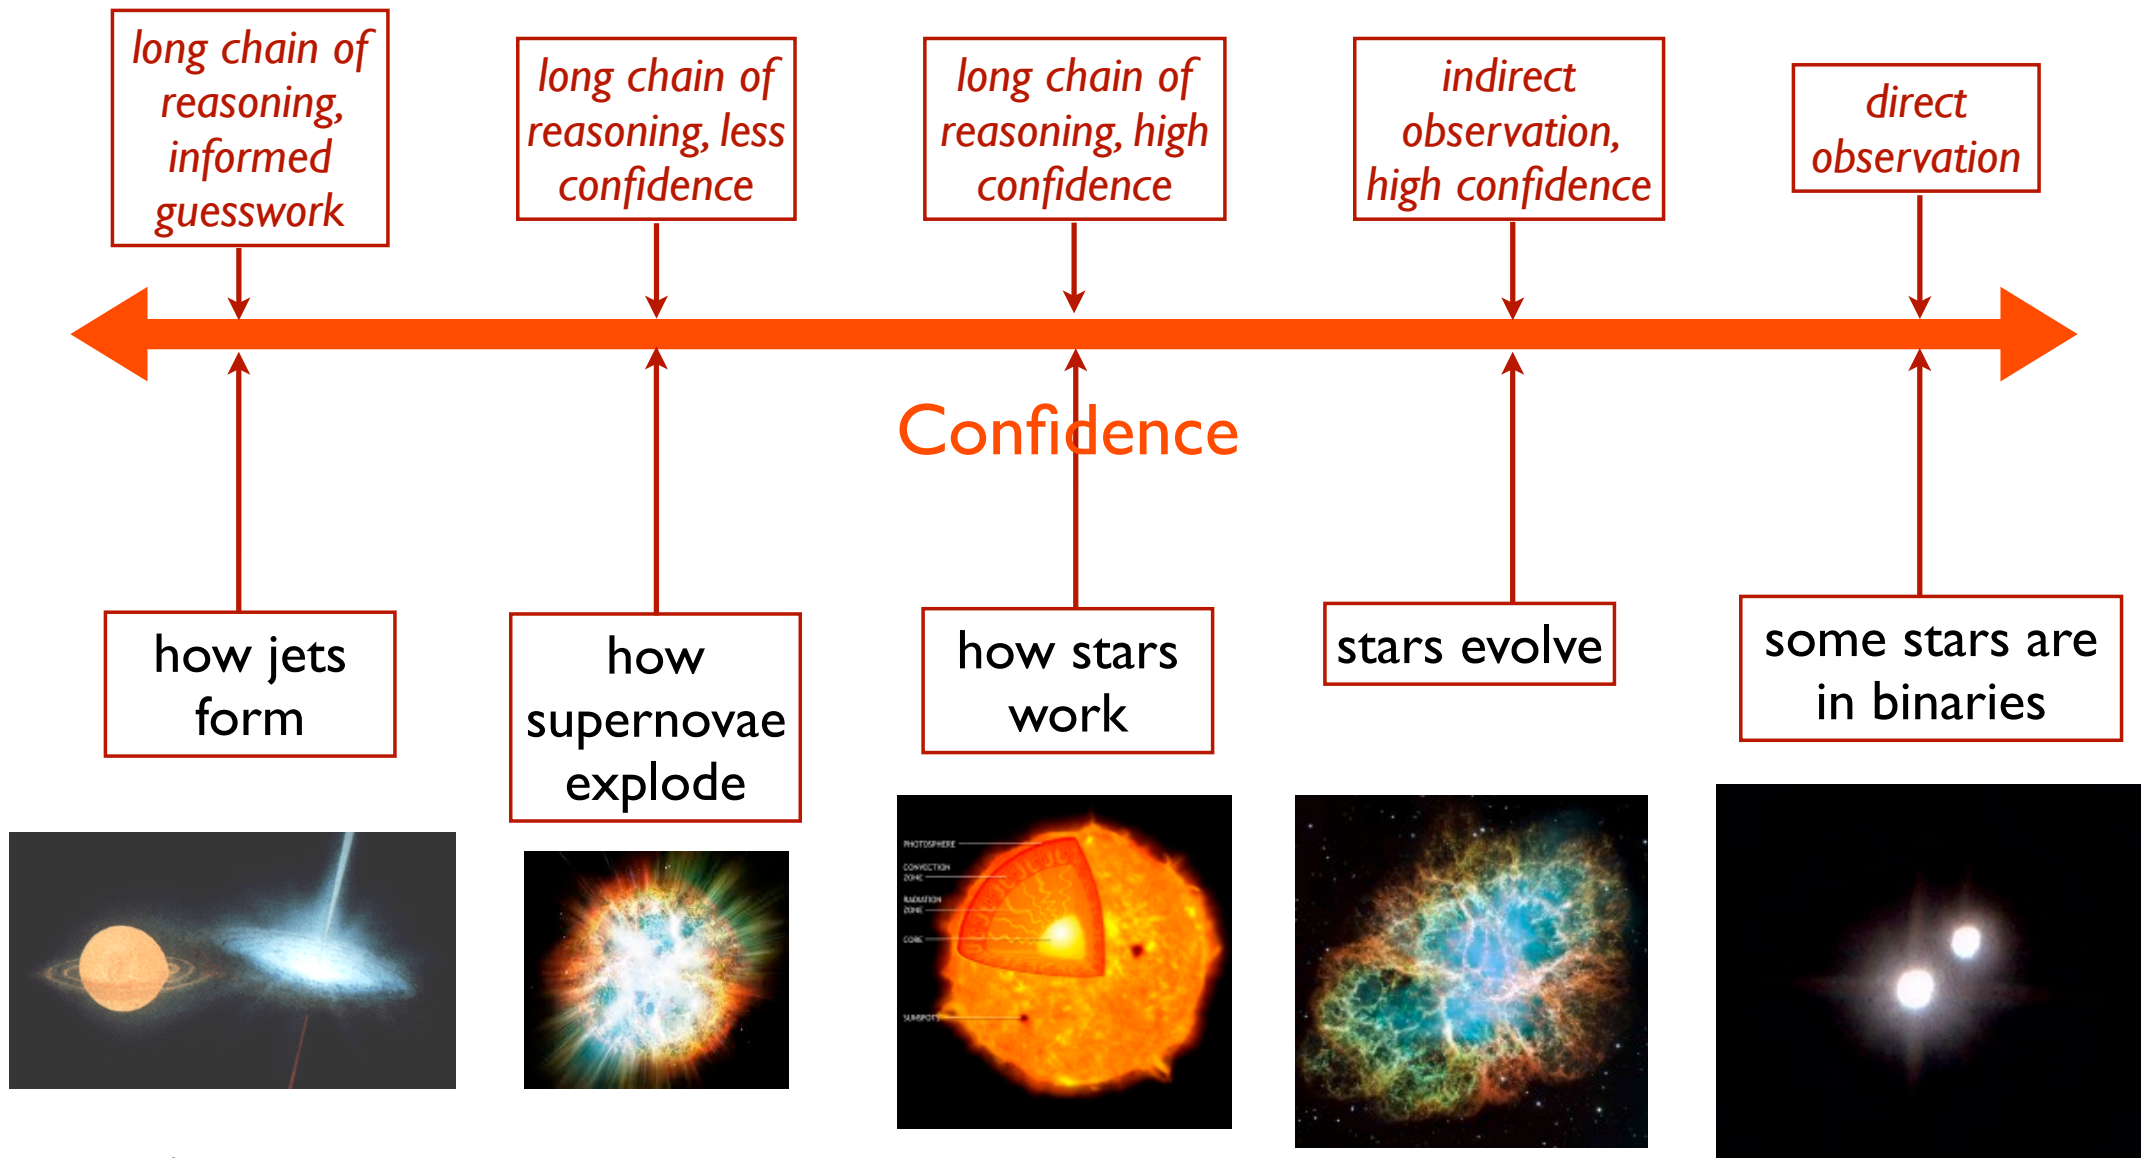 long chain of
reasoning,
informed
guesswork
long chain of
reasoning, less
confidence
long chain of
reasoning, high
confidence
indirect
observation,
high confidence
direct
observation
Confidence
how jets
form
how
supernovae
explode
how stars
work
stars evolve
some stars are
in binaries
PHOTOSPHERE
CONVECTION
ZONE
RADIATION
ZONE
CORE
SUNSPOTS